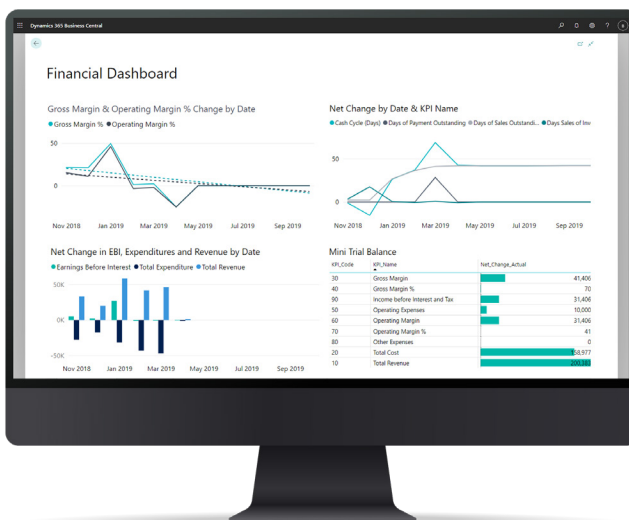 Dynamics 365 Business Central
?
Financial Dashboard
Gross Margin & Operating Margin % Change by Date
Gross Margin % Operating Margin %
50
0
Nov 2018 Jan 2019 Mar 2019 May 2019 Jul 2019 Sep 2019
Net Change by Date & KPI Name
Cash Cycle (Days) Days of Payment Outstanding Days of Sales Outstandi... Days Sales of Inv
50
0
Nov 2018 Jan 2019 Mar 2019 May 2019 Jul 2019 Sep 2019
Net Change in EBI, Expenditures and Revenue by Date
Earnings Before Interest Total Expenditure Total Revenue
50K
0K
-50K
Nov 2018 Jan 2019 Mar 2019 May 2019 Jul 2019 Sep 2019
Mini Trial Balance
KPI_Code KPI_Name Net_Change_Actual
30 Gross Margin 41,406
40 Gross Margin % 70
90 Income before Interest and Tax 31,406
50 Operating Expenses 10,000
60 Operating Margin 31,406
70 Operating Margin % 41
80 Other Expenses 0
20 Total Cost 158,977
10 Total Revenue